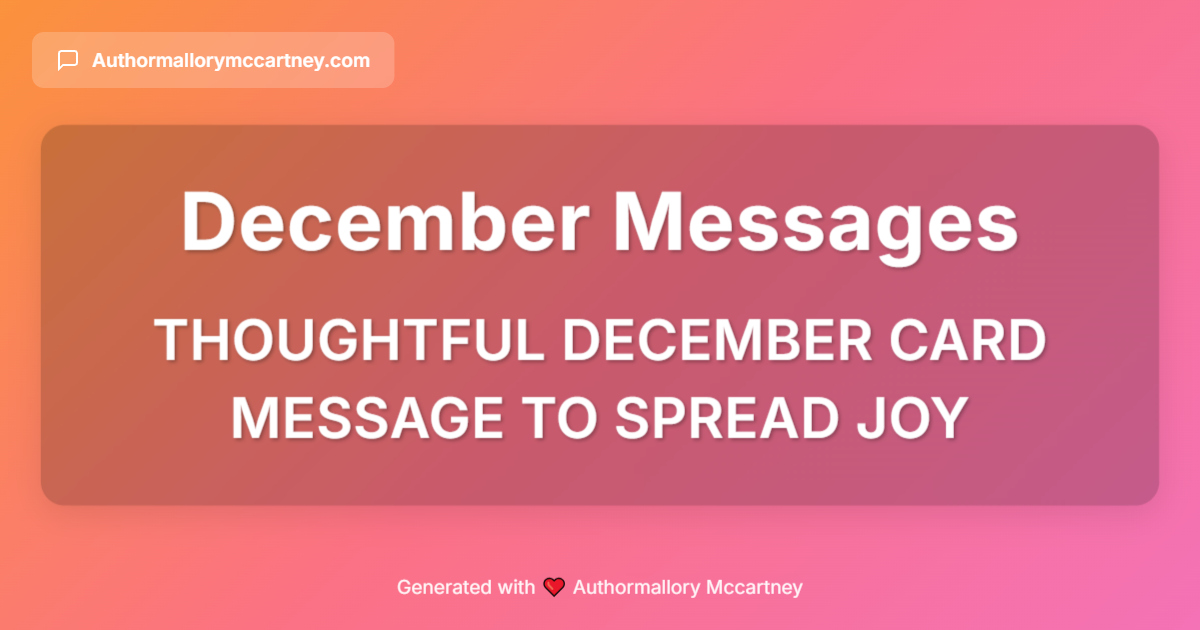 Authormallorymccartney.com
December Messages
THOUGHTFUL DECEMBER CARD
MESSAGE TO SPREAD JOY
Generated with ❤️ Authormallory Mccartney